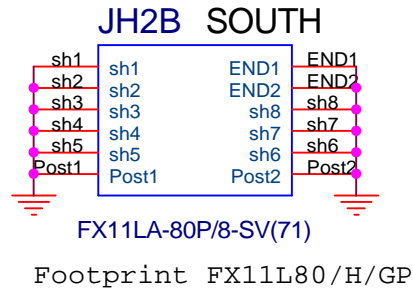 JH2B SOUTH
sh1 sh1 END1 END1
sh2 sh2 END2 END2
sh3 sh3 sh8 sh8
sh4 sh4 sh7 sh7
sh5 sh5 sh6 sh6
Post1 Post1 Post2 Post2
FX11LA-80P/8-SV(71)
Footprint FX11L80/H/GP